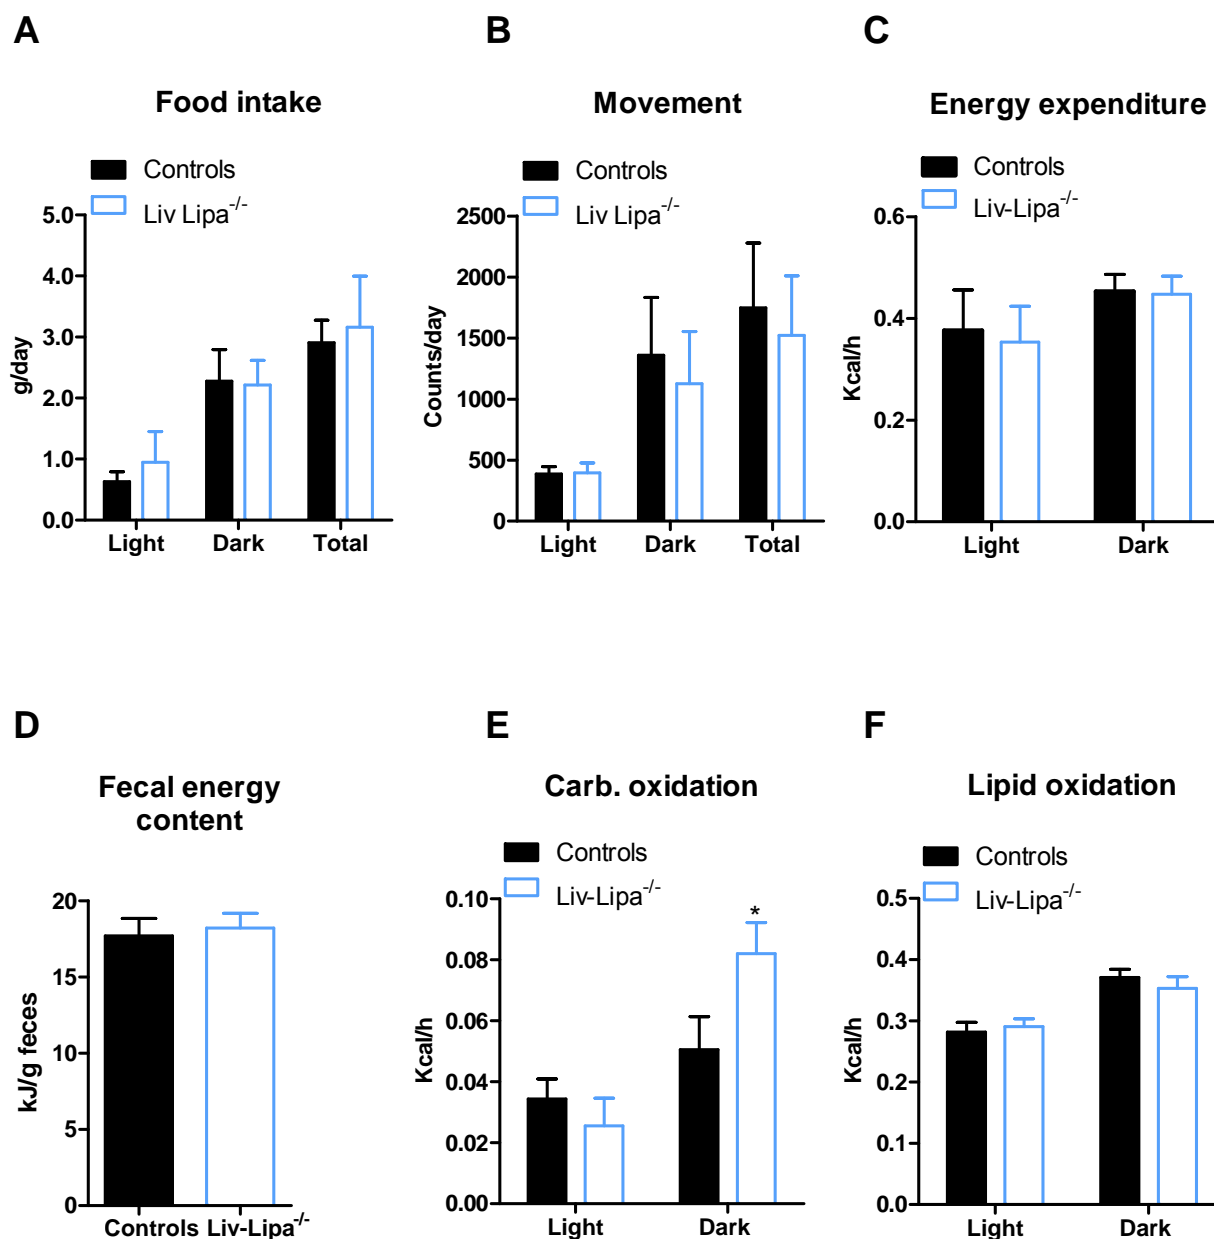 A
Food intake
Controls
Liv Lipa-/-
5.0
4.0
3.0
2.0
1.0
0.0
g/day
Light Dark Total
B
Movement
Controls
Liv Lipa-/-
2500
2000
1500
1000
500
0
Counts/day
Light Dark Total
C
Energy expenditure
Controls
Liv-Lipa-/-
0.6
0.4
0.2
0.0
Kcal/h
Light Dark
D
Fecal energy
content
20
15
10
5
0
kJ/g feces
Controls Liv-Lipa-/-
E
Carb. oxidation
Controls
Liv-Lipa-/-
0.10
0.08
0.06
0.04
0.02
0.00
Kcal/h
*
Light Dark
F
Lipid oxidation
Controls
Liv-Lipa-/-
0.5
0.4
0.3
0.2
0.1
0.0
Kcal/h
Light Dark